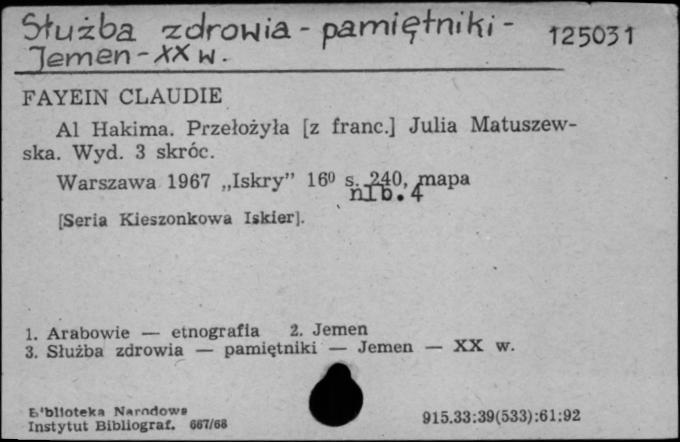 Służba zdrowia - pamiętniki - 125031
Jemen - XX w.
FAYEIN CLAUDIE
Al Hakima. Przełożyła [z franc.] Julia Matuszew-
ska. Wyd. 3 skróc.
Warszawa 1967 „Iskry” 16⁰ s. 240, mapa
nlb. 4
[Seria Kieszonkowa Iskier].
1. Arabowie — etnografia 2. Jemen
3. Służba zdrowia — pamiętniki — Jemen — XX w.
Biblioteka Narodowa
Instytut Bibliograf. 667/68 915.33:39(533):61:92